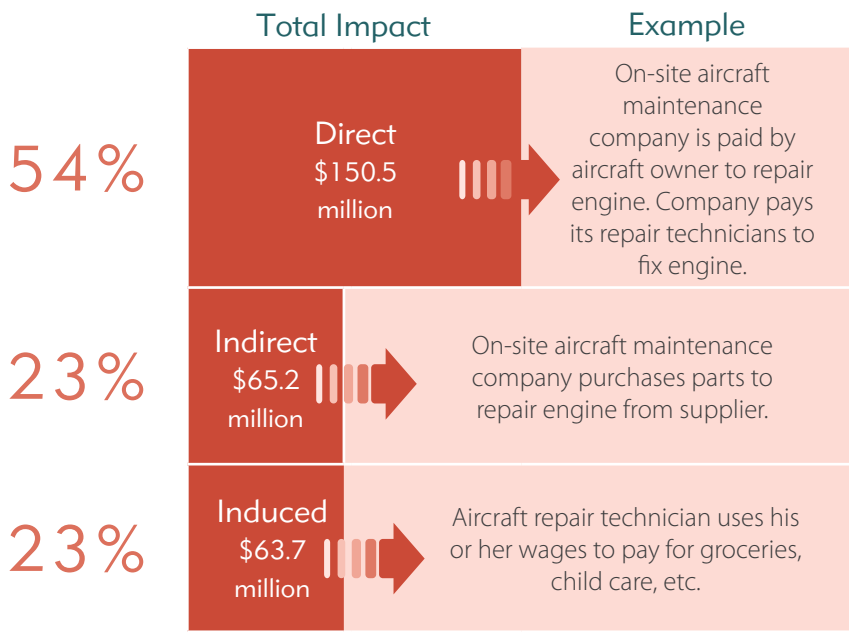 Total Impact
Example
54%
Direct
$150.5
million
On-site aircraft
maintenance
company is paid by
aircraft owner to repair
engine. Company pays
its repair technicians to
fix engine.
23%
Indirect
$65.2
million
On-site aircraft maintenance
company purchases parts to
repair engine from supplier.
23%
Induced
$63.7
million
Aircraft repair technician uses his
or her wages to pay for groceries,
child care, etc.